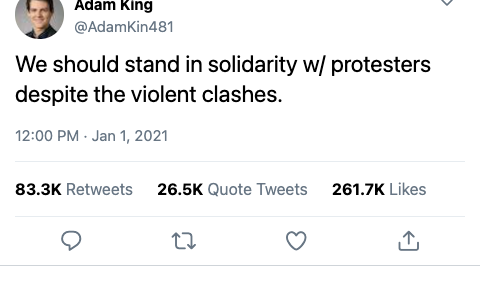 Adam King
@AdamKin481
We should stand in solidarity w/ protesters
despite the violent clashes.
12:00 PM · Jan 1, 2021
83.3K Retweets 26.5K Quote Tweets 261.7K Likes